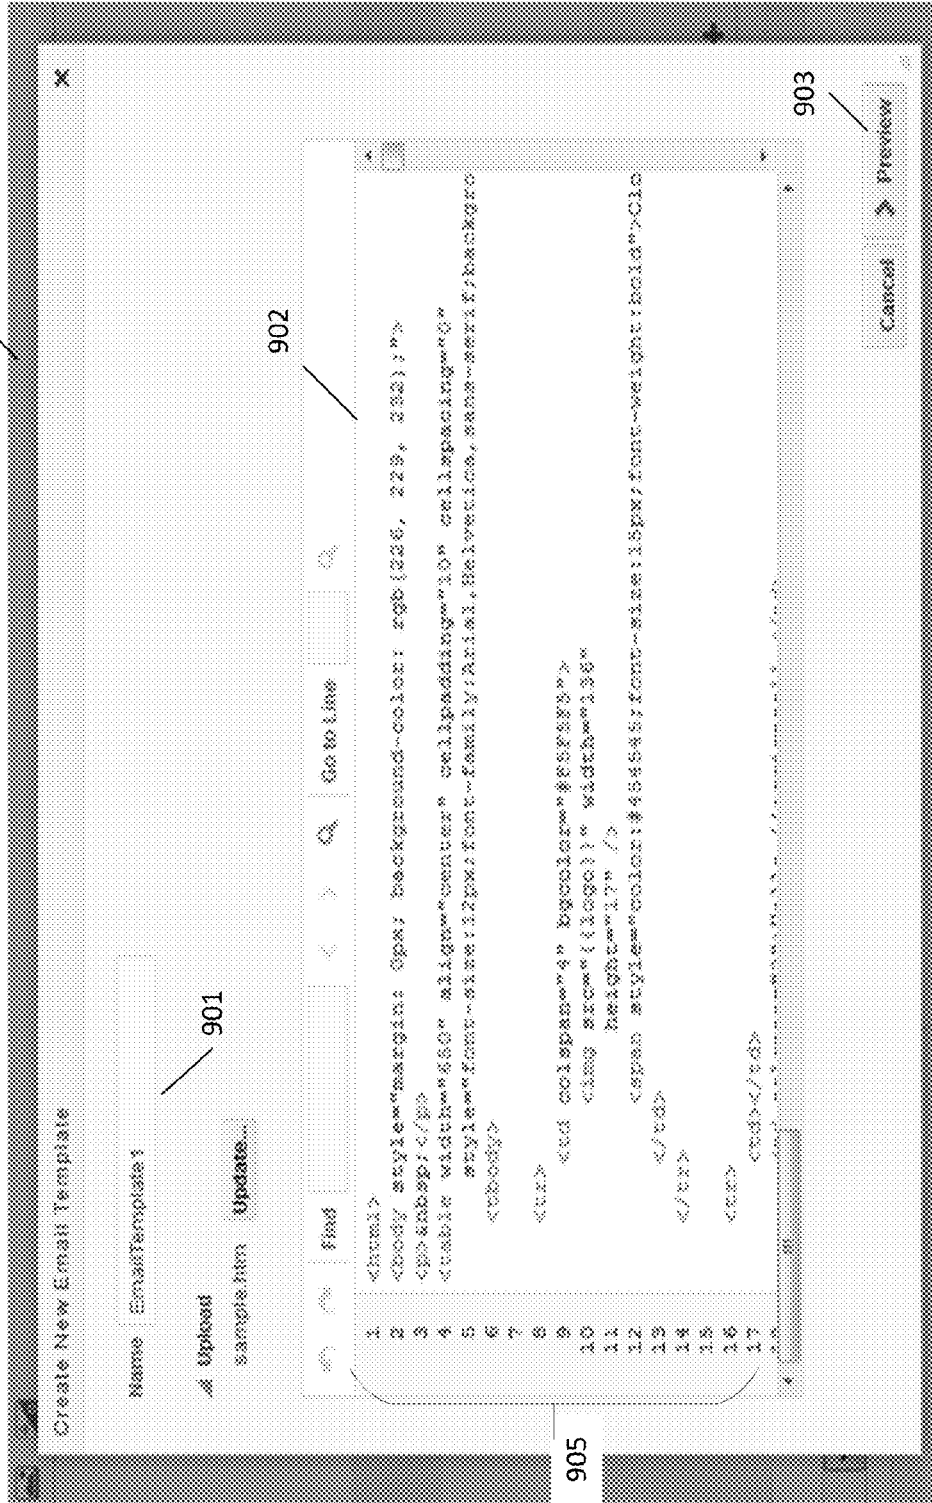 Create New Email Template
Name EmailTemplate1
901
Upload
sample.htm Update...
902
Find Go to Line
1 <html>
2 <body style="margin: 0px; background-color: rgb(226, 229, 232);">
3 <p>&nbsp;</p>
4 <table width="650" align="center" cellpadding="10" cellspacing="0"
5 style="font-size:12px;font-family:Arial,Helvetica,sans-serif;backgro
6 <tbody>
7
8 <tr>
9 <td colspan="4" bgcolor="#f5f5f5">
10 <img src="{{logo}}" width="136"
11 height="17" />
12 <span style="color:#454545;font-size:15px;font-weight:bold">Clo
13 </td>
14 </tr>
15
16 <tr>
17 <td></td>
18
905
903
Cancel Preview